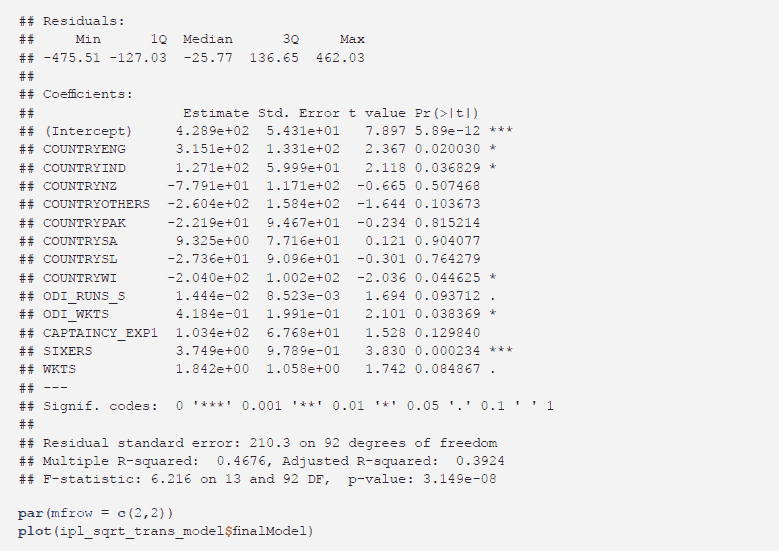 ## Residuals:
##     Min      1Q  Median      3Q     Max
## -475.51 -127.03  -25.77  136.65  462.03
##
## Coefficients:
##                 Estimate Std. Error t value Pr(>|t|)
## (Intercept)    4.289e+02  5.431e+01   7.897 5.89e-12 ***
## COUNTRYENG     3.151e+02  1.331e+02   2.367 0.020030 *
## COUNTRYIND     1.271e+02  5.999e+01   2.118 0.036829 *
## COUNTRYNZ     -7.791e+01  1.171e+02  -0.665 0.507468
## COUNTRYOTHERS -2.604e+02  1.584e+02  -1.644 0.103673
## COUNTRYPAK    -2.219e+01  9.467e+01  -0.234 0.815214
## COUNTRYSA      9.325e+00  7.716e+01   0.121 0.904077
## COUNTRYSL     -2.736e+01  9.096e+01  -0.301 0.764279
## COUNTRYWI     -2.040e+02  1.002e+02  -2.036 0.044625 *
## ODI_RUNS_S     1.444e-02  8.523e-03   1.694 0.093712 .
## ODI_WKTS       4.184e-01  1.991e-01   2.101 0.038369 *
## CAPTAINCY_EXP1 1.034e+02  6.768e+01   1.528 0.129840
## SIXERS         3.749e+00  9.789e-01   3.830 0.000234 ***
## WKTS           1.842e+00  1.058e+00   1.742 0.084867 .
## ---
## Signif. codes:  0 '***' 0.001 '**' 0.01 '*' 0.05 '.' 0.1 ' ' 1
##
## Residual standard error: 210.3 on 92 degrees of freedom
## Multiple R-squared:  0.4676, Adjusted R-squared:  0.3924
## F-statistic: 6.216 on 13 and 92 DF,  p-value: 3.149e-08
par(mfrow = c(2,2))
plot(ipl_sqrt_trans_model$finalModel)